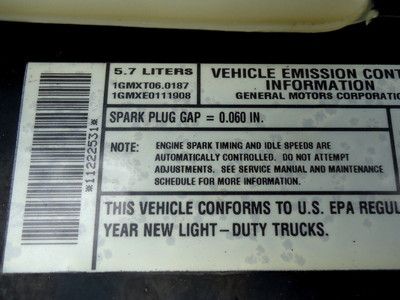 5.7 LITERS
1GMXT06.0187
1GMXE0111908
VEHICLE EMISSION CONT
INFORMATION
GENERAL MOTORS CORPORATIO
*11222531*
SPARK PLUG GAP = 0.060 IN.
NOTE: ENGINE SPARK TIMING AND IDLE SPEEDS ARE
AUTOMATICALLY CONTROLLED. DO NOT ATTEMPT
ADJUSTMENTS. SEE SERVICE MANUAL AND MAINTENANCE
SCHEDULE FOR MORE INFORMATION.
THIS VEHICLE CONFORMS TO U.S. EPA REGUL
YEAR NEW LIGHT-DUTY TRUCKS.